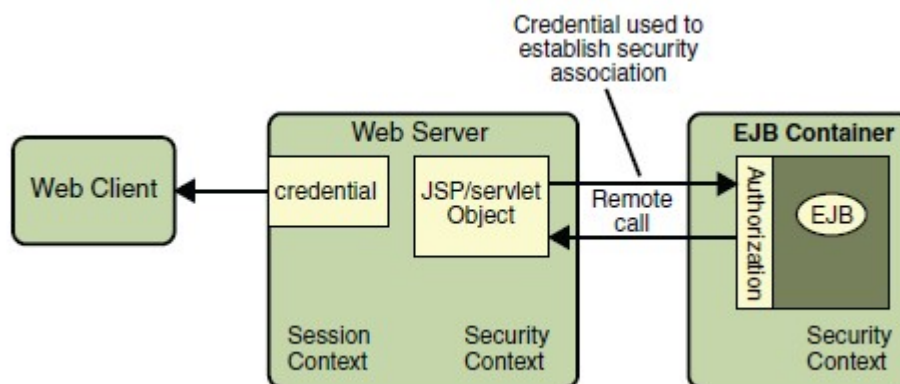 Credential used to
establish security
association
Web Server
EJB Container
Web Client
credential
JSP/servlet
Object
Remote
call
Authorization
EJB
Session
Context
Security
Context
Security
Context